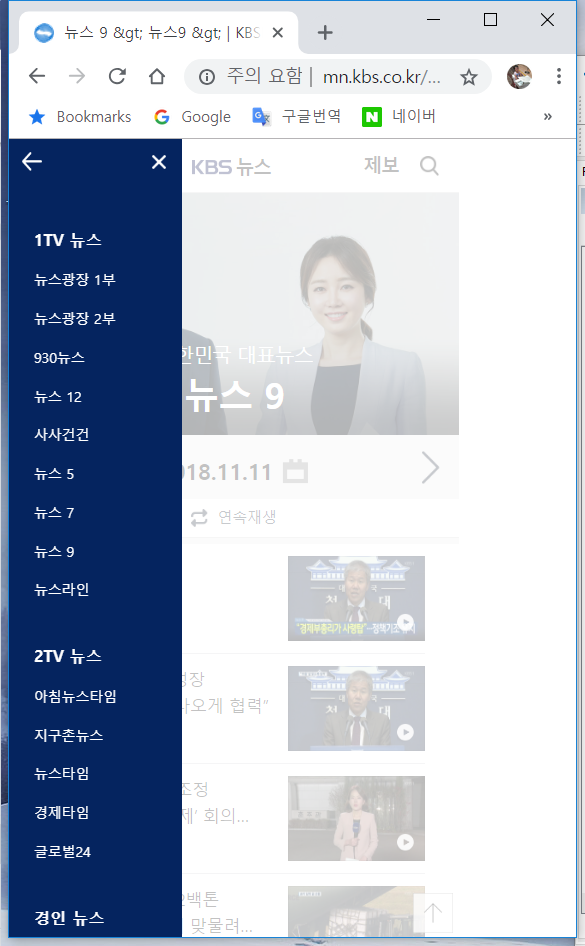 뉴스 9 &gt; 뉴스9 &gt; | KBS
주의 요함 | mn.kbs.co.kr/...
Bookmarks Google 구글번역 네이버 »
KBS 뉴스 제보
1TV 뉴스
뉴스광장 1부
뉴스광장 2부
930뉴스
뉴스 12
사사건건
뉴스 5
뉴스 7
뉴스 9
뉴스라인
2TV 뉴스
아침뉴스타임
지구촌뉴스
뉴스타임
경제타임
글로벌24
경인 뉴스
한민국 대표뉴스
뉴스 9
018.11.11
연속재생
"경제부총리가 사령탑"
성장
나오게 협력”
조정
제’ 회의...
맞물려...